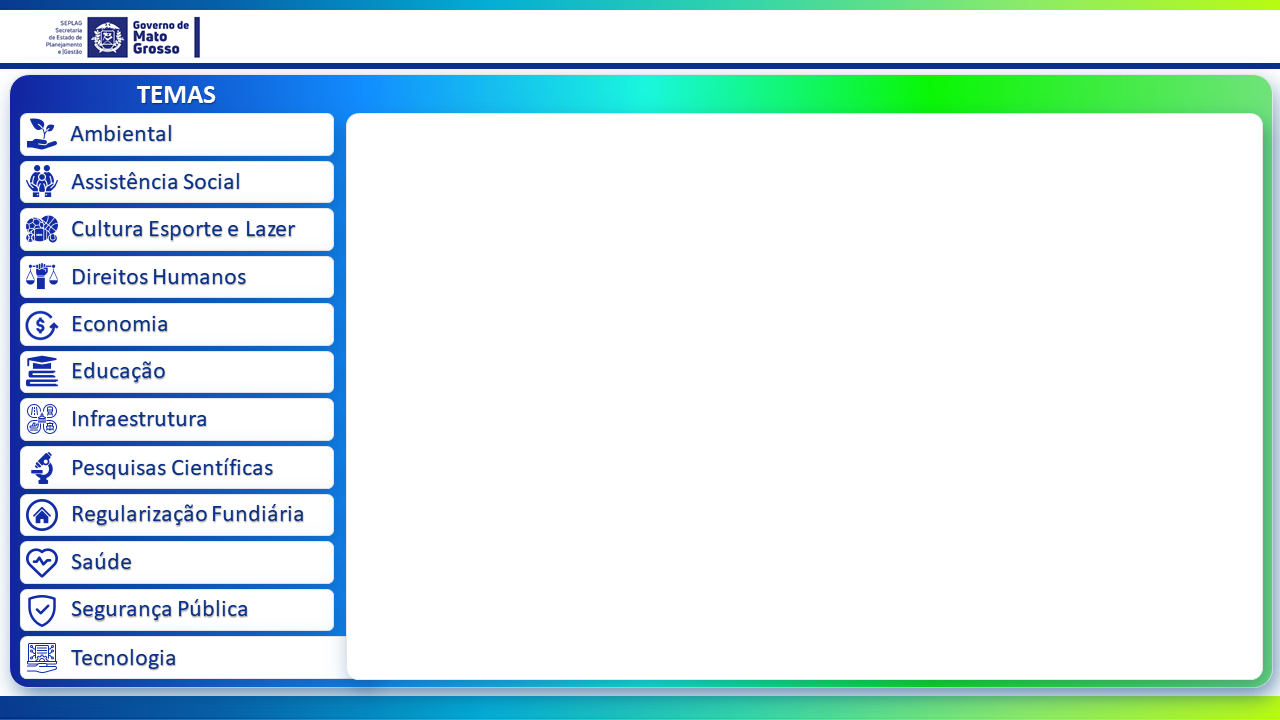 SEPLAG
Secretaria
de Estado de
Planejamento
e |Gestão
Governo de
Mato
Grosso
TEMAS
Ambiental
Assistência Social
Cultura Esporte e Lazer
Direitos Humanos
Economia
Educação
Infraestrutura
Pesquisas Científicas
Regularização Fundiária
Saúde
Segurança Pública
Tecnologia